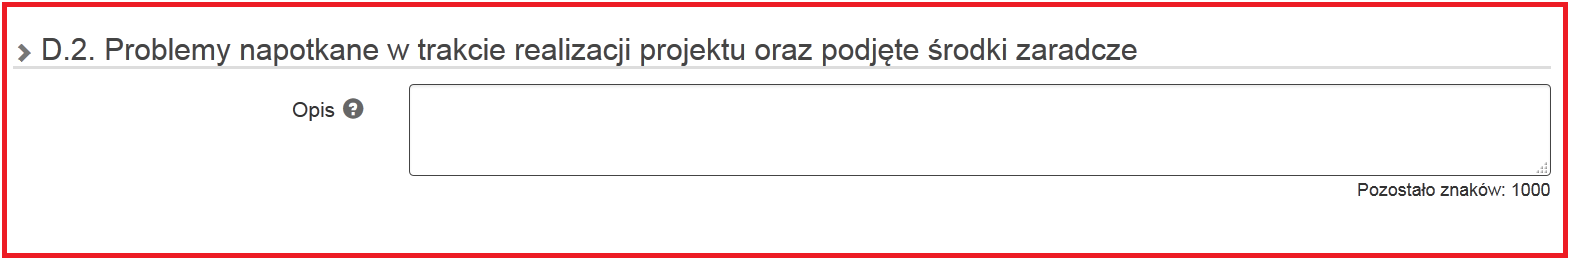 D.2. Problemy napotkane w trakcie realizacji projektu oraz podjęte środki zaradcze
Opis ?
Pozostało znaków: 1000